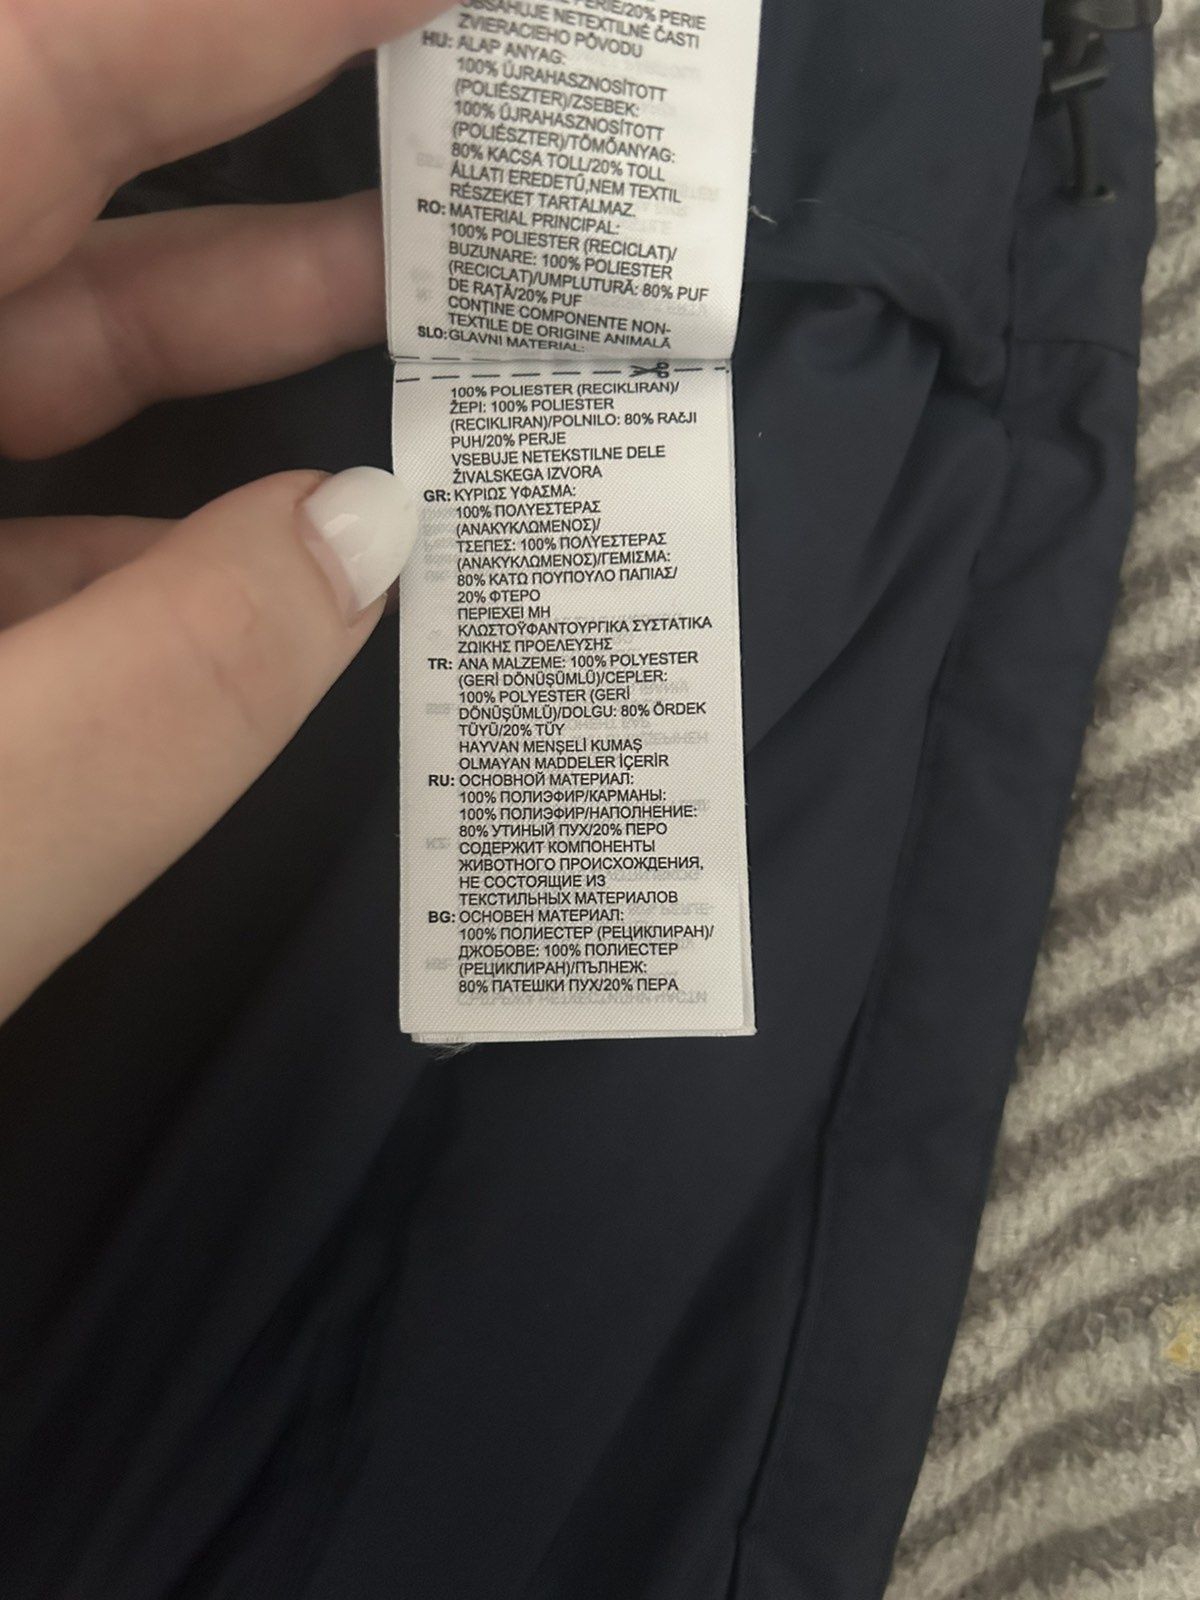 PERIE/20% PERIE
OBSAHUJE NETEXTILNÉ ČASTI
ZVIERACIEHO PÔVODU
HU: ALAP ANYAG:
100% ÚJRAHASZNOSÍTOTT
(POLIÉSZTER)/ZSEBEK:
100% ÚJRAHASZNOSÍTOTT
(POLIÉSZTER)/TÖMŐANYAG:
80% KACSA TOLL/20% TOLL
ÁLLATI EREDETŰ,NEM TEXTIL
RÉSZEKET TARTALMAZ.
RO: MATERIAL PRINCIPAL:
100% POLIESTER (RECICLAT)/
BUZUNARE: 100% POLIESTER
(RECICLAT)/UMPLUTURĂ: 80% PUF
DE RAȚĂ/20% PUF
CONȚINE COMPONENTE NON-
TEXTILE DE ORIGINE ANIMALĂ
SLO: GLAVNI MATERIAL:
100% POLIESTER (RECIKLIRAN)/
ŽEPI: 100% POLIESTER
(RECIKLIRAN)/POLNILO: 80% RAčJI
PUH/20% PERJE
VSEBUJE NETEKSTILNE DELE
ŽIVALSKEGA IZVORA
GR: ΚΥΡΙΩΣ ΥΦΑΣΜΑ:
100% ΠΟΛΥΕΣΤΕΡΑΣ
(ΑΝΑΚΥΚΛΩΜΕΝΟΣ)/
ΤΣΕΠΕΣ: 100% ΠΟΛΥΕΣΤΕΡΑΣ
(ΑΝΑΚΥΚΛΩΜΕΝΟΣ)/ΓΕΜΙΣΜΑ:
80% ΚΑΤΩ ΠΟΥΠΟΥΛΟ ΠΑΠΙΑΣ/
20% ΦΤΕΡΟ
ΠΕΡΙΕΧΕΙ ΜΗ
ΚΛΩΣΤΟΫΦΑΝΤΟΥΡΓΙΚΑ ΣΥΣΤΑΤΙΚΑ
ΖΩΙΚΗΣ ΠΡΟΕΛΕΥΣΗΣ
TR: ANA MALZEME: 100% POLYESTER
(GERİ DÖNÜŞÜMLÜ)/CEPLER:
100% POLYESTER (GERİ
DÖNÜŞÜMLÜ)/DOLGU: 80% ÖRDEK
TÜYÜ/20% TÜY
HAYVAN MENŞELİ KUMAŞ
OLMAYAN MADDELER İÇERİR
RU: ОСНОВНОЙ МАТЕРИАЛ:
100% ПОЛИЭФИР/КАРМАНЫ:
100% ПОЛИЭФИР/НАПОЛНЕНИЕ:
80% УТИНЫЙ ПУХ/20% ПЕРО
СОДЕРЖИТ КОМПОНЕНТЫ
ЖИВОТНОГО ПРОИСХОЖДЕНИЯ,
НЕ СОСТОЯЩИЕ ИЗ
ТЕКСТИЛЬНЫХ МАТЕРИАЛОВ
BG: ОСНОВЕН МАТЕРИАЛ:
100% ПОЛИЕСТЕР (РЕЦИКЛИРАН)/
ДЖОБОВЕ: 100% ПОЛИЕСТЕР
(РЕЦИКЛИРАН)/ПЪЛНЕЖ:
80% ПАТЕШКИ ПУХ/20% ПЕРА